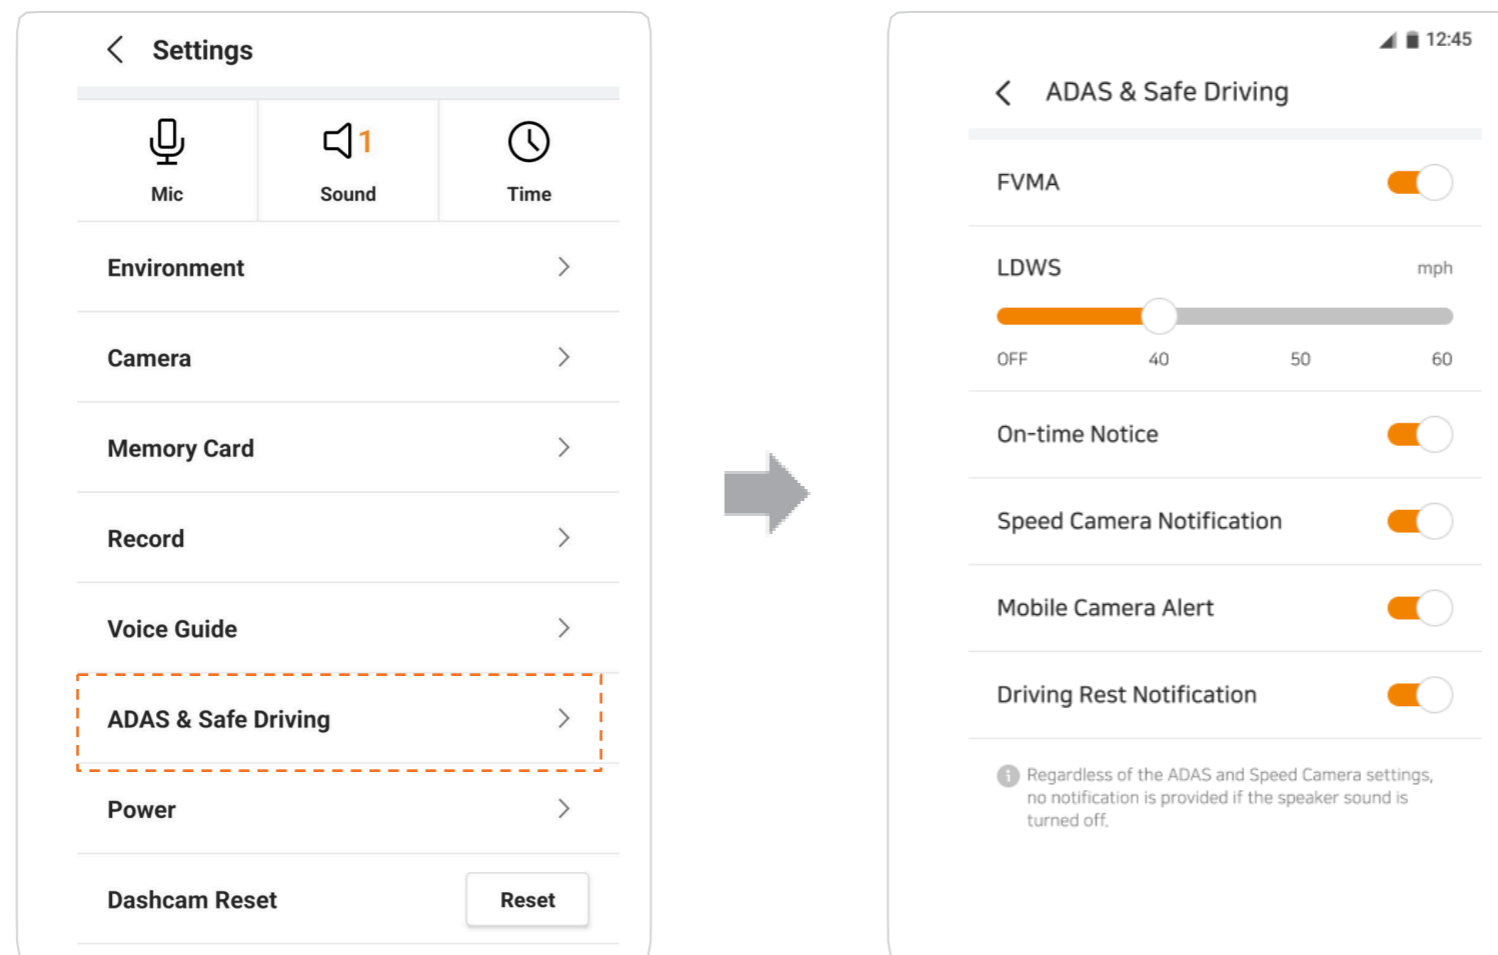 Settings
Mic
1
Sound
Time
Environment
Camera
Memory Card
Record
Voice Guide
ADAS & Safe Driving
Power
Dashcam Reset
Reset
12:45
ADAS & Safe Driving
FVMA
LDWS
mph
OFF 40 50 60
On-time Notice
Speed Camera Notification
Mobile Camera Alert
Driving Rest Notification
Regardless of the ADAS and Speed Camera settings,
no notification is provided if the speaker sound is
turned off.